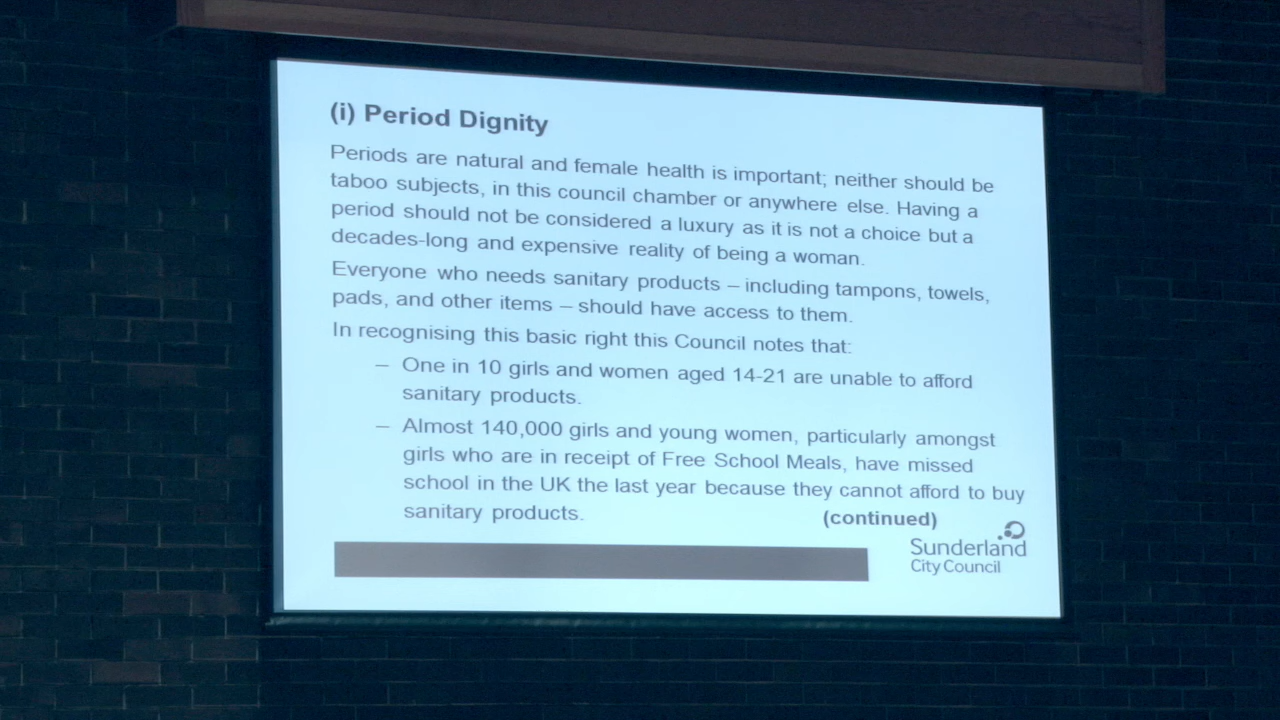 (i) Period Dignity
Periods are natural and female health is important; neither should be
taboo subjects, in this council chamber or anywhere else. Having a
period should not be considered a luxury as it is not a choice but a
decades-long and expensive reality of being a woman.
Everyone who needs sanitary products – including tampons, towels,
pads, and other items – should have access to them.
In recognising this basic right this Council notes that:
– One in 10 girls and women aged 14-21 are unable to afford
sanitary products.
– Almost 140,000 girls and young women, particularly amongst
girls who are in receipt of Free School Meals, have missed
school in the UK the last year because they cannot afford to buy
sanitary products.
(continued)
Sunderland
City Council